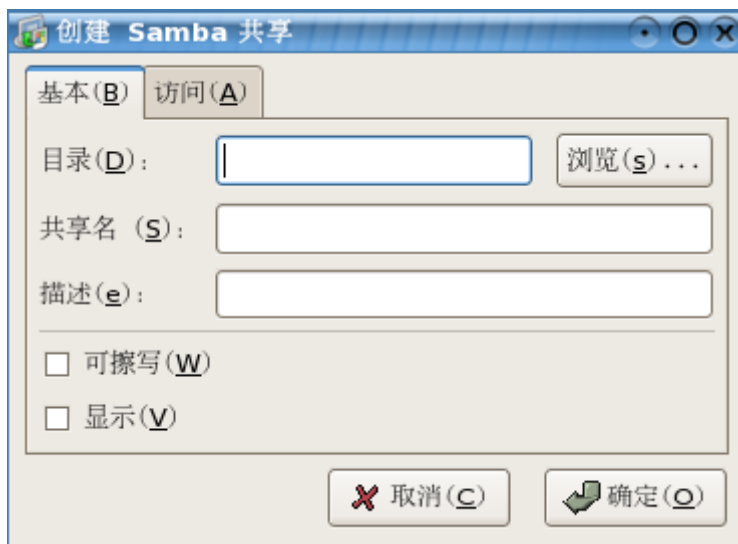 创建 Samba 共享
基本(B) 访问(A)
目录(D): 浏览(s)...
共享名 (S):
描述(e):
可擦写(W)
显示(V)
取消(C) 确定(O)